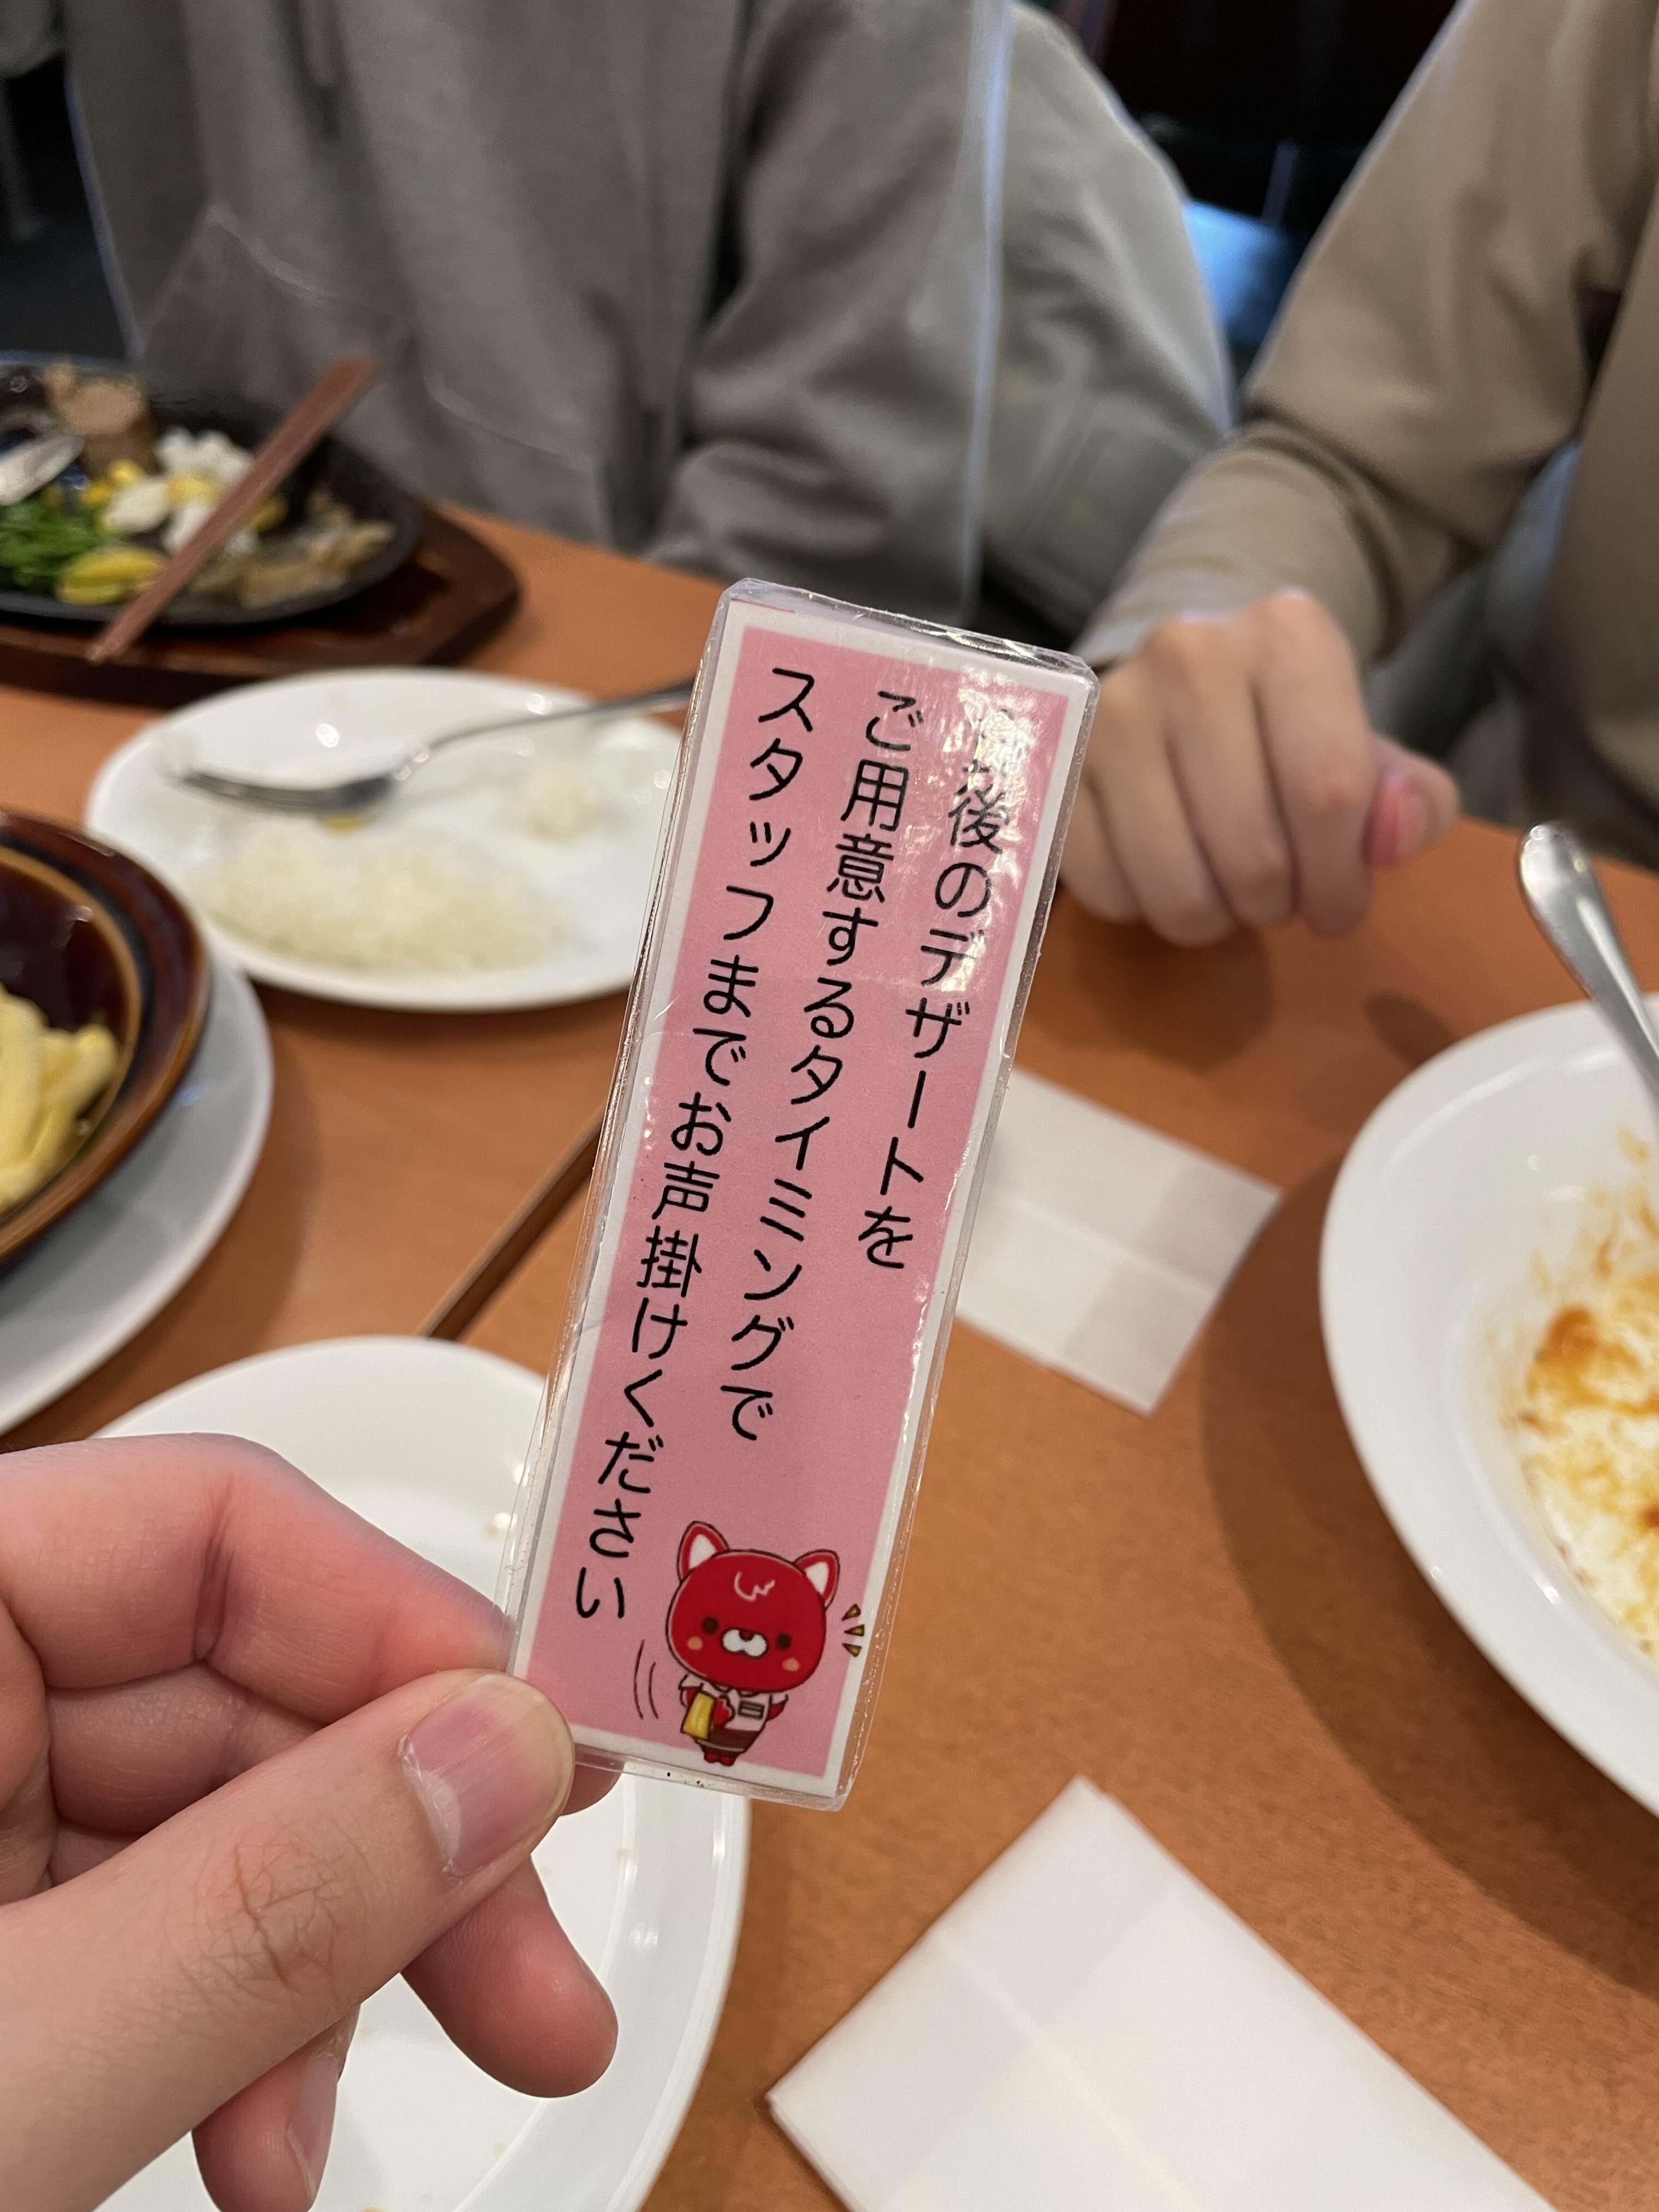 後のデザートを
ご用意するタイミングで
スタッフまでお声掛けください